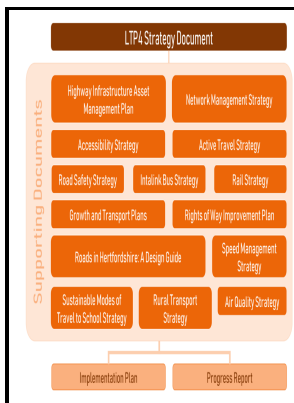 LTP4 Strategy Document
Supporting Documents
Highway Infrastructure Asset
Management Plan
Network Management Strategy
Accessibility Strategy
Active Travel Strategy
Road Safety Strategy
Intalink Bus Strategy
Rail Strategy
Growth and Transport Plans
Rights of Way Improvement Plan
Roads in Hertfordshire: A Design Guide
Speed Management
Strategy
Sustainable Modes of
Travel to School Strategy
Rural Transport
Strategy
Air Quality Strategy
Implementation Plan
Progress Report